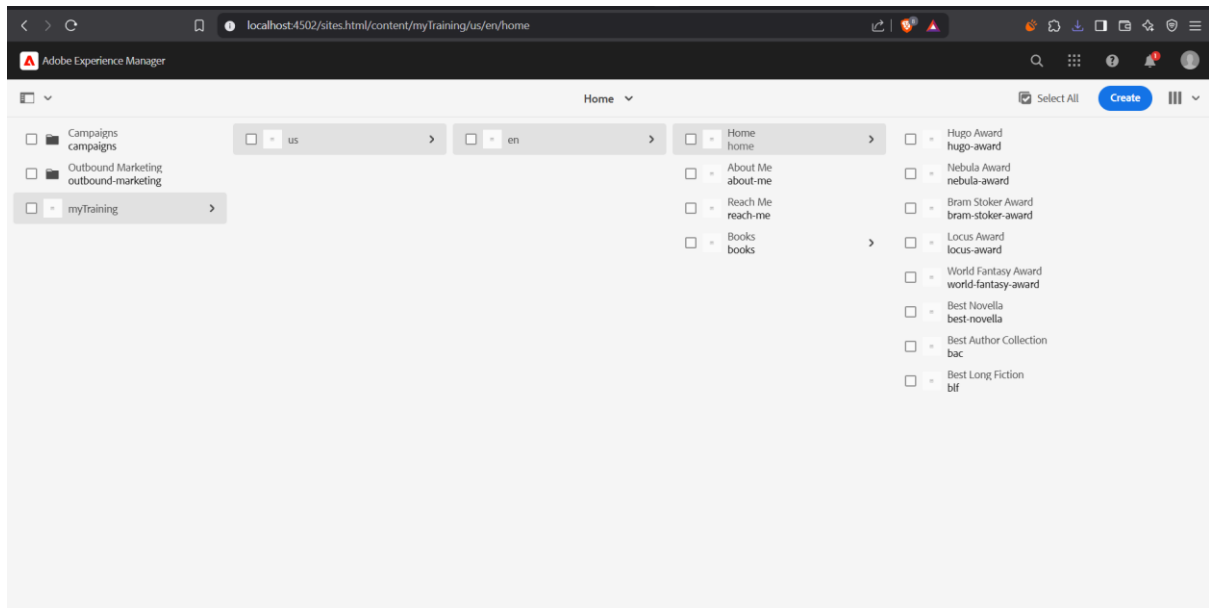 localhost:4502/sites.html/content/myTraining/us/en/home
Adobe Experience Manager
Home
Select All
Create
Campaigns
campaigns
Outbound Marketing
outbound-marketing
myTraining
us
en
Home
home
About Me
about-me
Reach Me
reach-me
Books
books
Hugo Award
hugo-award
Nebula Award
nebula-award
Bram Stoker Award
bram-stoker-award
Locus Award
locus-award
World Fantasy Award
world-fantasy-award
Best Novella
best-novella
Best Author Collection
bac
Best Long Fiction
blf